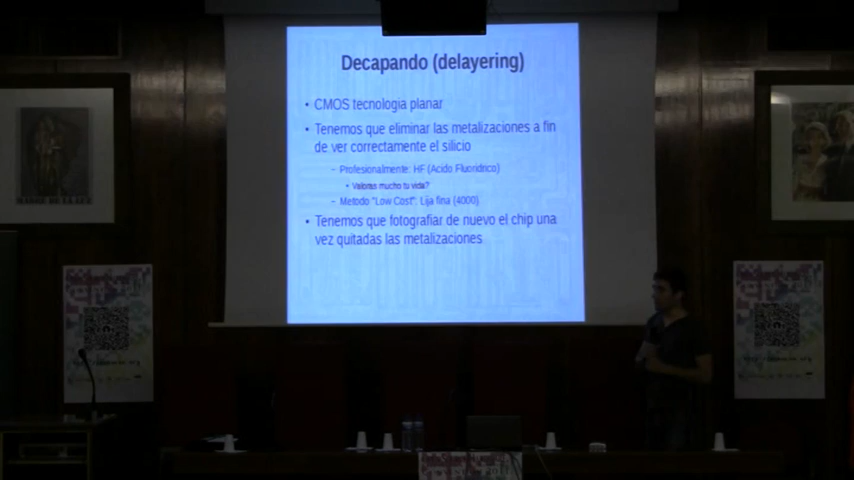 Decapando (delayering)
• CMOS tecnologia planar
• Tenemos que eliminar las metalizaciones a fin
de ver correctamente el silicio
– Profesionalmente: HF (Acido Fluoridrico)
• Valoras mucho tu vida?
– Metodo "Low Cost": Lija fina (4000)
• Tenemos que fotografiar de nuevo el chip una
vez quitadas las metalizaciones